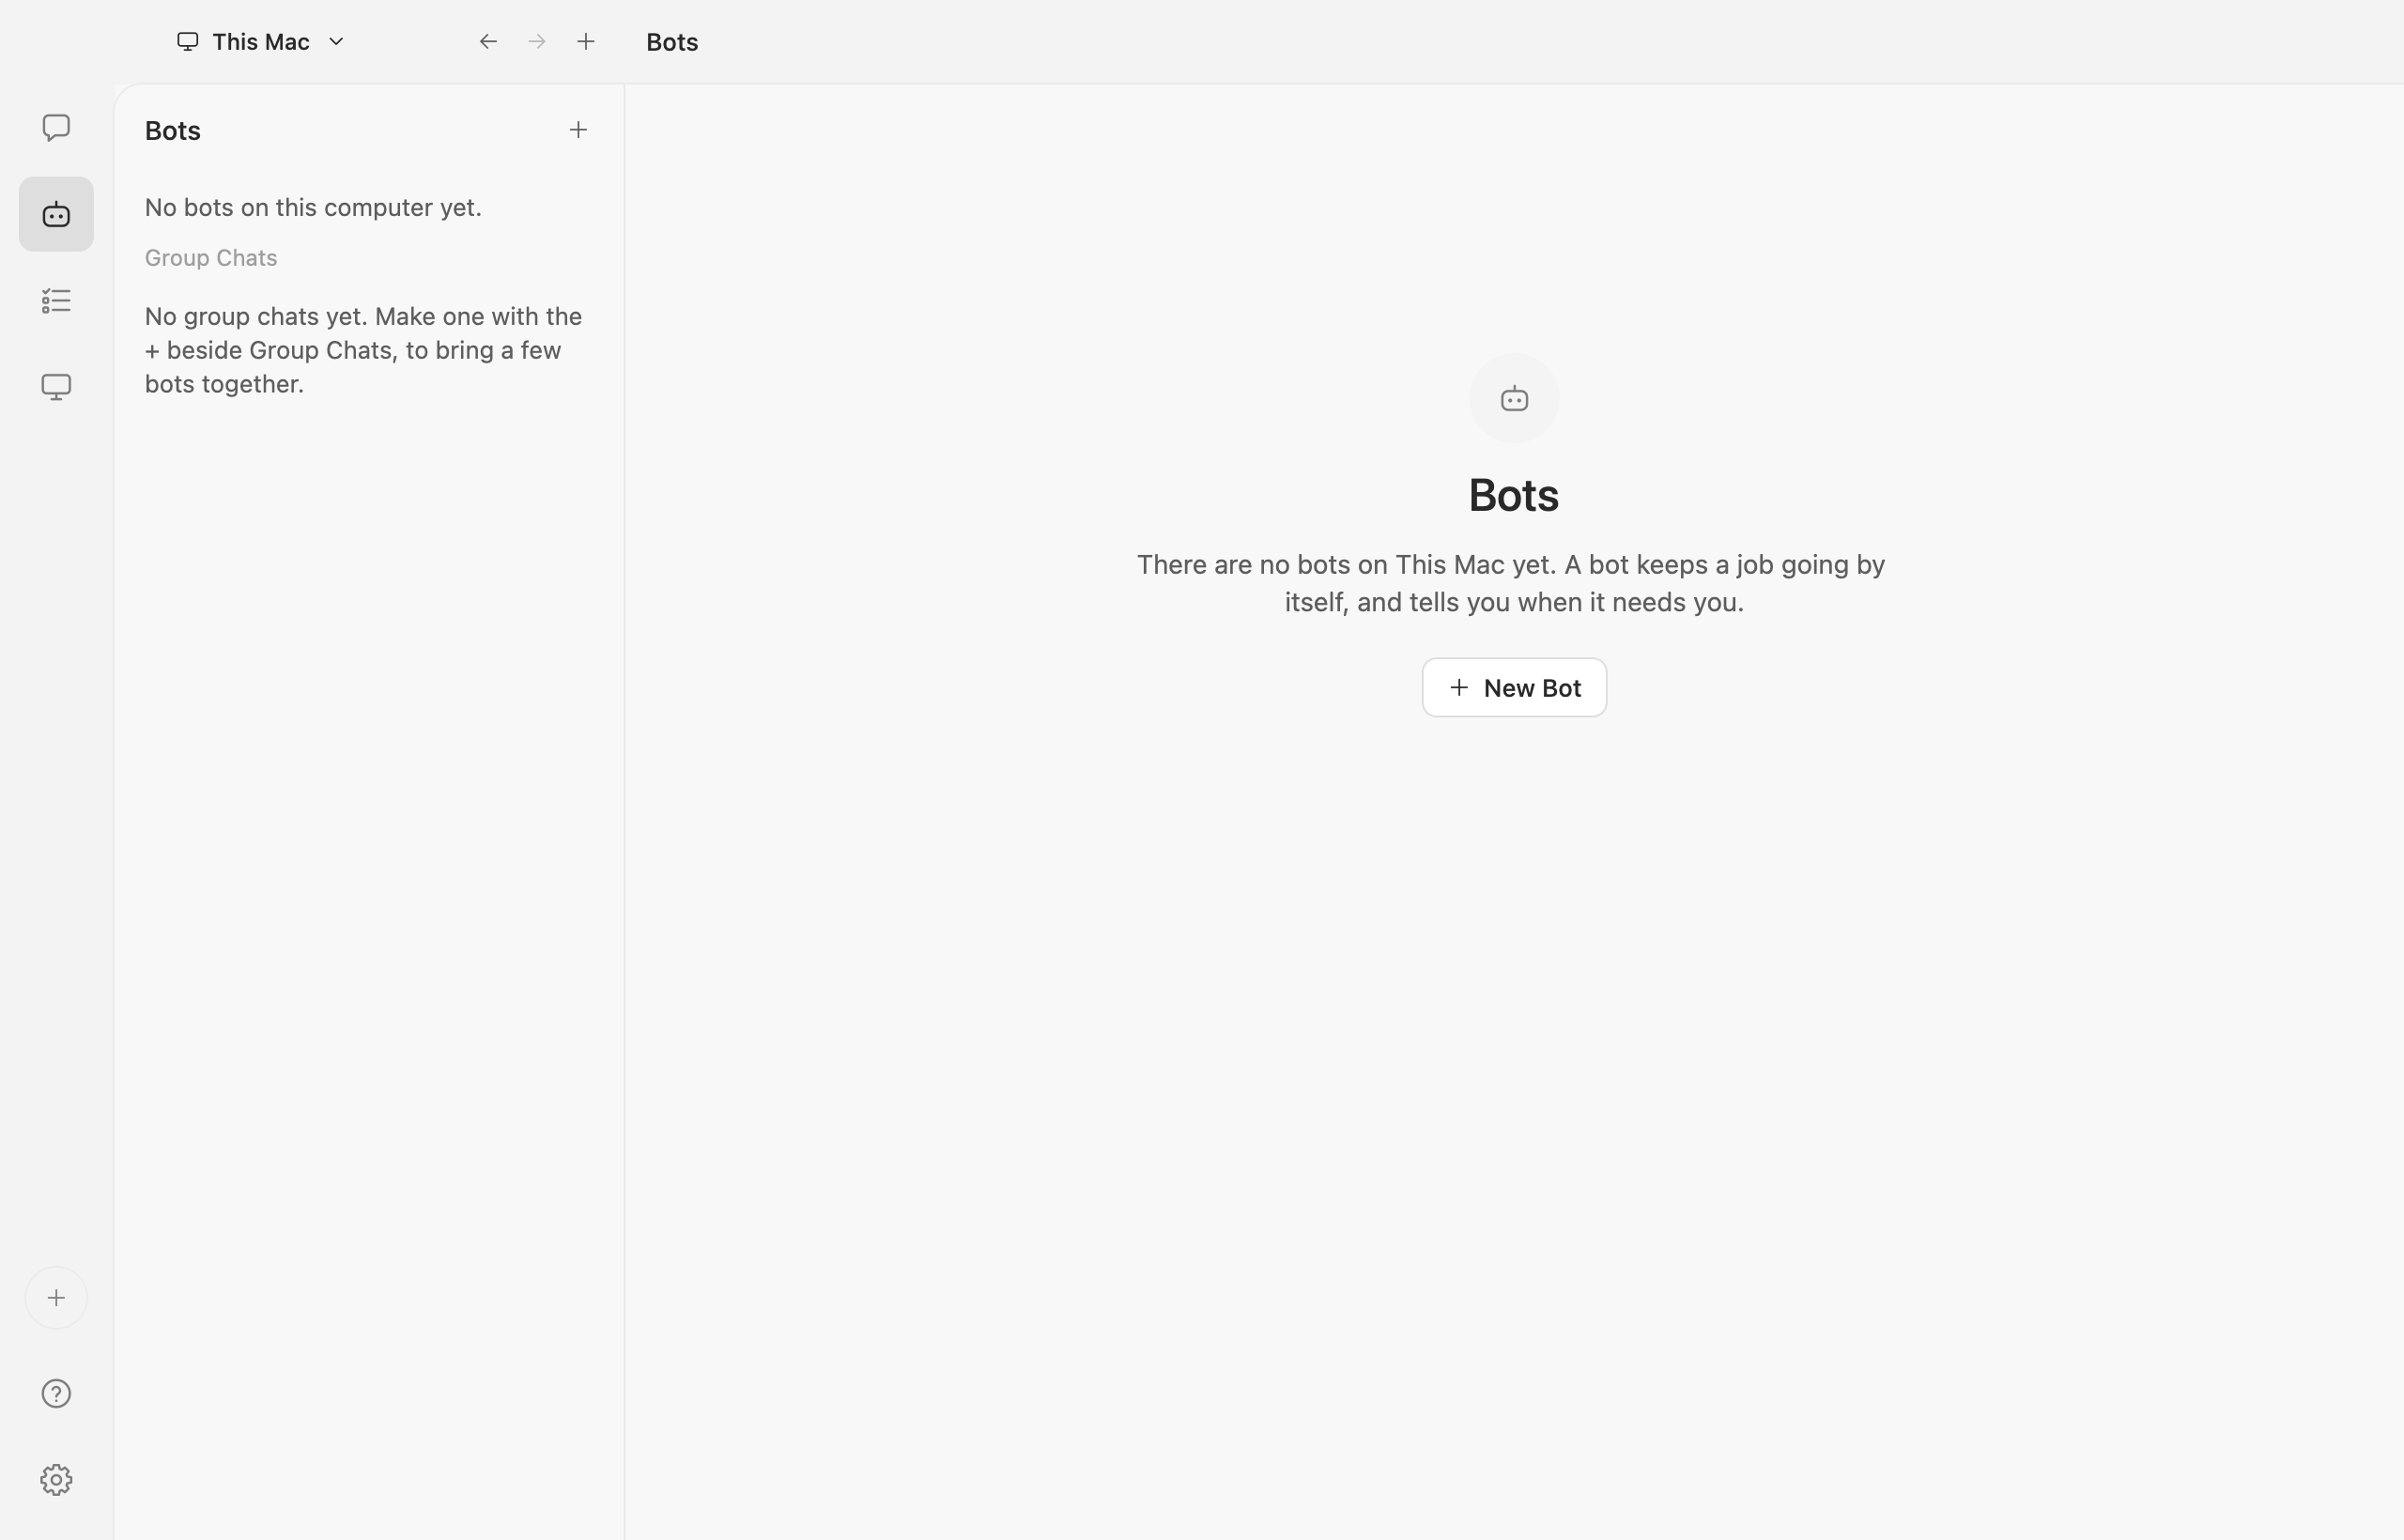 This Mac
Bots
Bots
No bots on this computer yet.
Group Chats
No group chats yet. Make one with the
+ beside Group Chats, to bring a few
bots together.
Bots
There are no bots on This Mac yet. A bot keeps a job going by
itself, and tells you when it needs you.
+ New Bot